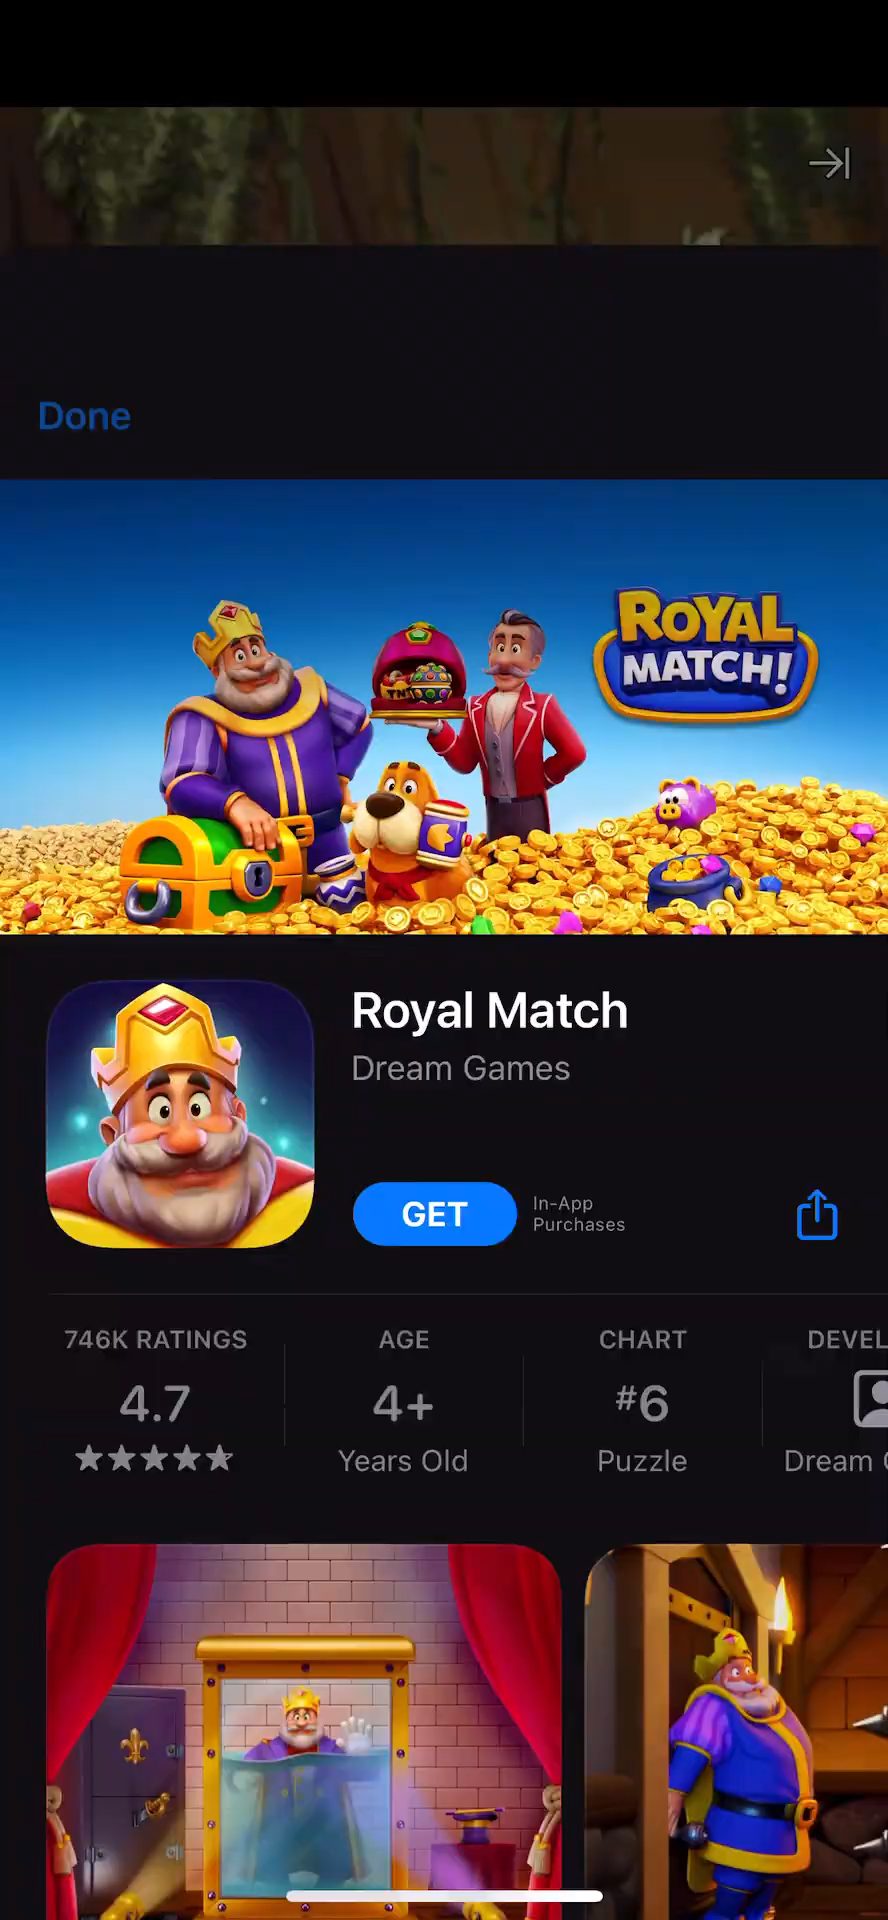 Done
ROYAL
MATCH!
TNT
Royal Match
Dream Games
GET
In-App
Purchases
746K RATINGS
AGE
CHART
DEVEL
4.7
4+
#6
Years Old
Puzzle
Dream